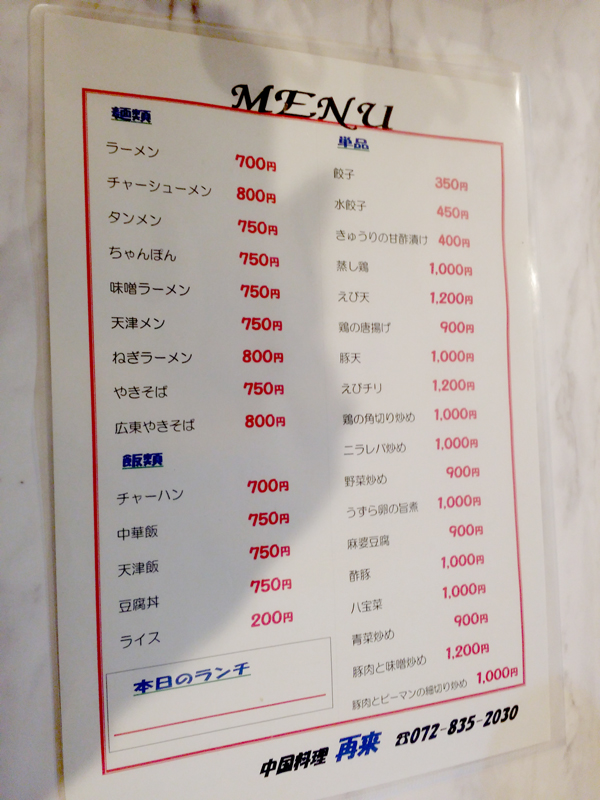 MENU
麺類
ラーメン 700円
チャーシューメン 800円
タンメン 750円
ちゃんぽん 750円
味噌ラーメン 750円
天津メン 750円
ねぎラーメン 800円
やきそば 750円
広東やきそば 800円
飯類
チャーハン 700円
中華飯 750円
天津飯 750円
豆腐丼 750円
ライス 200円
本日のランチ
単品
餃子 350円
水餃子 450円
きゅうりの甘酢漬け 400円
蒸し鶏 1,000円
えび天 1,200円
鶏の唐揚げ 900円
豚天 1,000円
えびチリ 1,200円
鶏の角切り炒め 1,000円
ニラレバ炒め 1,000円
野菜炒め 900円
うずら卵の旨煮 1,000円
麻婆豆腐 900円
酢豚 1,000円
八宝菜 1,000円
青菜炒め 900円
豚肉と味噌炒め 1,200円
豚肉とピーマンの細切り炒め 1,000円
中国料理 再来 ☎072-835-2030